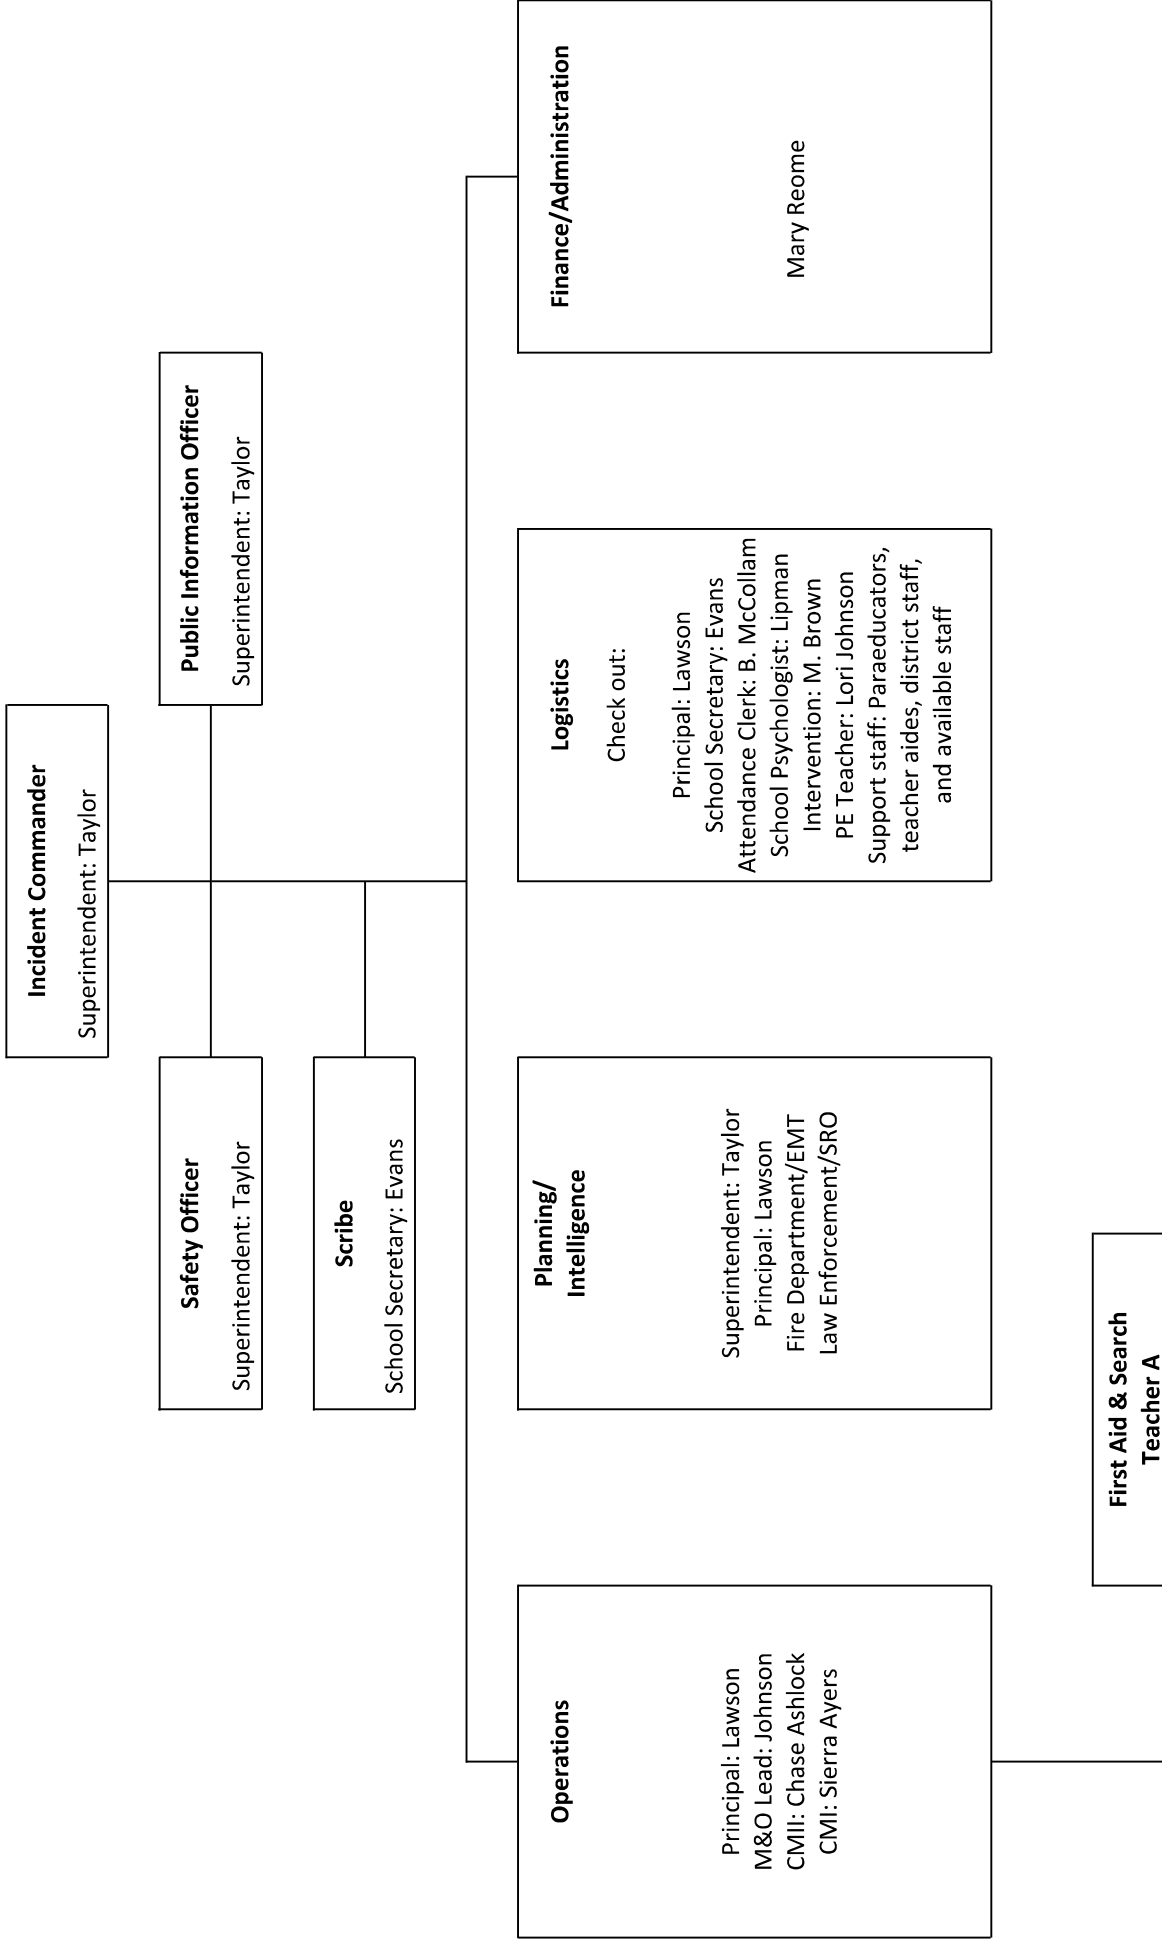 Incident Commander
Superintendent: Taylor
Safety Officer
Superintendent: Taylor
Public Information Officer
Superintendent: Taylor
Scribe
School Secretary: Evans
Operations
Principal: Lawson
M&O Lead: Johnson
CMII: Chase Ashlock
CMI: Sierra Ayers
Planning/
Intelligence
Superintendent: Taylor
Principal: Lawson
Fire Department/EMT
Law Enforcement/SRO
Logistics
Check out:
Principal: Lawson
School Secretary: Evans
Attendance Clerk: B. McCollam
School Psychologist: Lipman
Intervention: M. Brown
PE Teacher: Lori Johnson
Support staff: Paraeducators,
teacher aides, district staff,
and available staff
Finance/Administration
Mary Reome
First Aid & Search
Teacher A